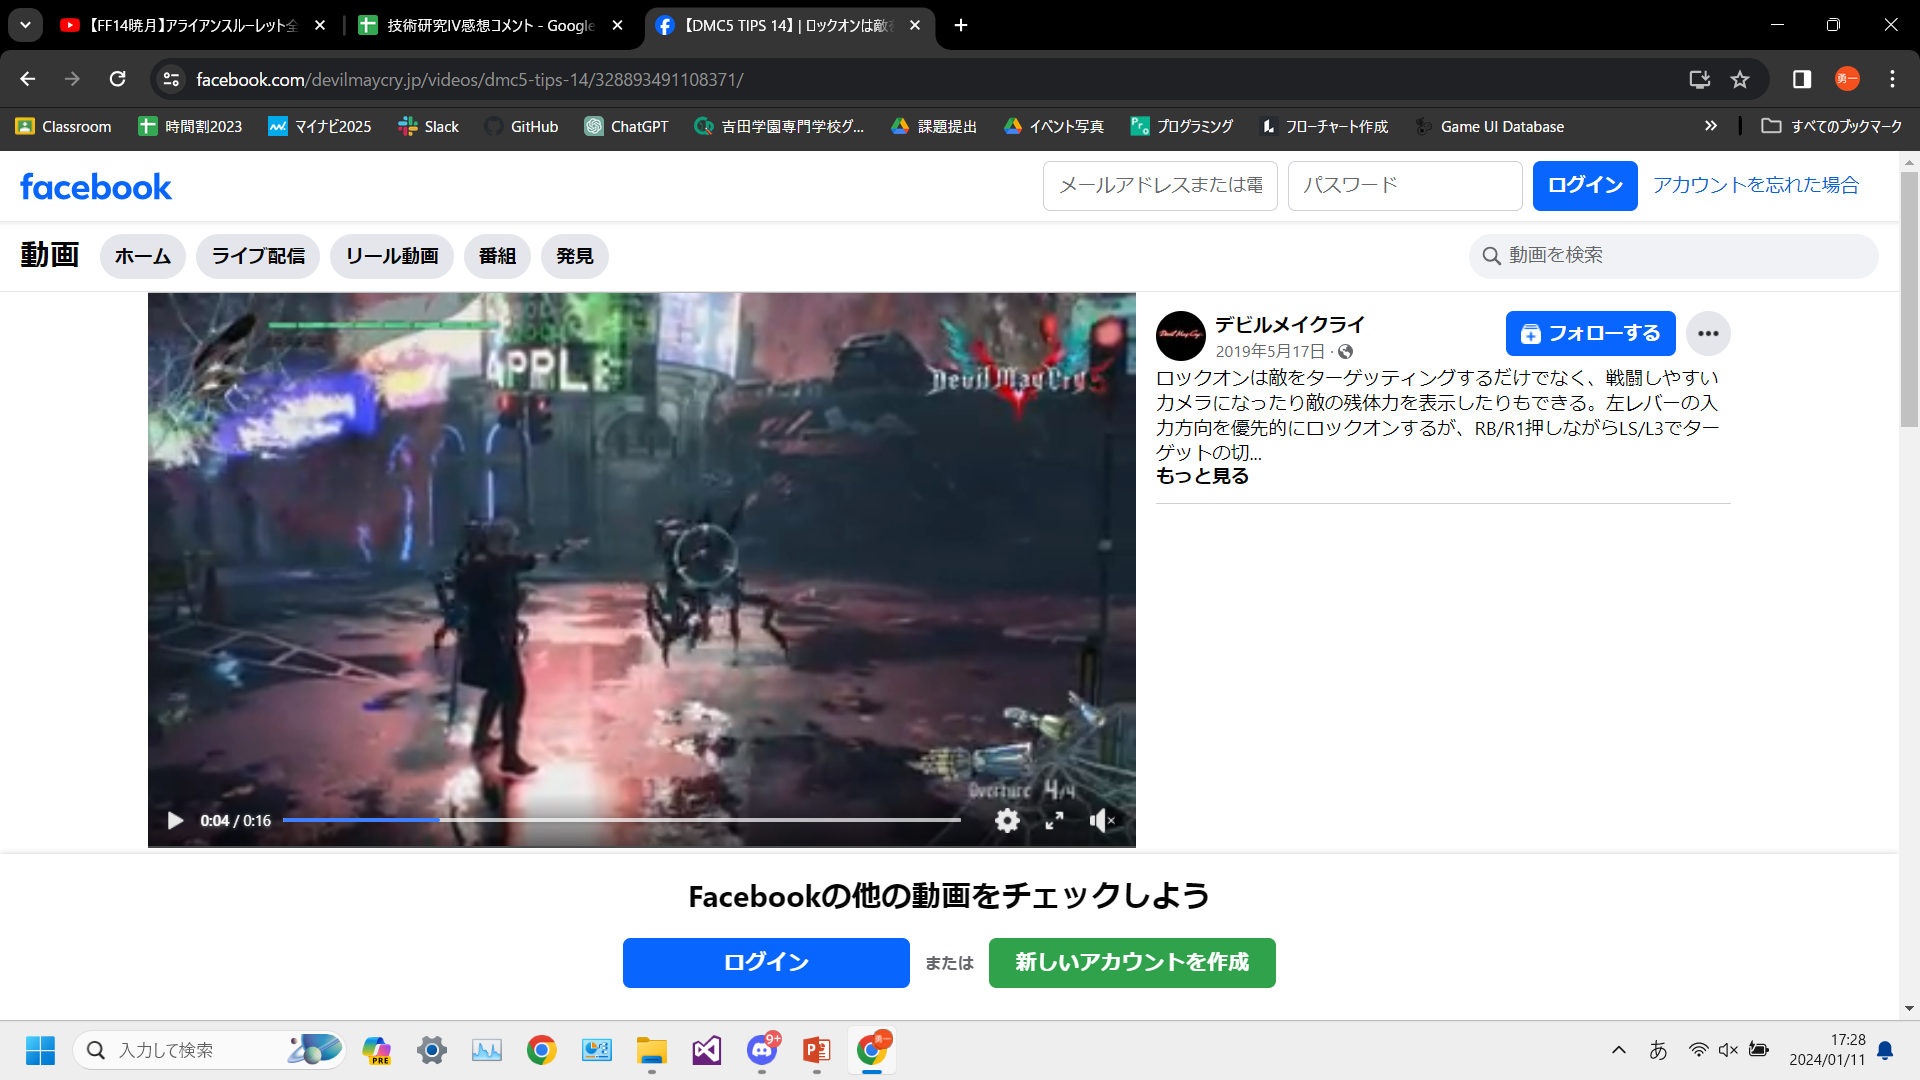 【FF14暁月】アライアンスルーレット全
技術研究Ⅳ感想コメント - Google
【DMC5 TIPS 14】 | ロックオンは敵を
facebook.com/devilmaycry.jp/videos/dmc5-tips-14/328893491108371/
勇一
Classroom
時間割2023
マイナビ2025
Slack
GitHub
ChatGPT
吉田学園専門学校グ...
課題提出
イベント写真
プログラミング
フローチャート作成
Game UI Database
すべてのブックマーク
facebook
メールアドレスまたは電
パスワード
ログイン
アカウントを忘れた場合
動画
ホーム
ライブ配信
リール動画
番組
発見
動画を検索
APPLE
Devil May Cry 5
Overture 4/4
0:04 / 0:16
デビルメイクライ
2019年5月17日 ·
フォローする
ロックオンは敵をターゲッティングするだけでなく、戦闘しやすい
カメラになったり敵の残体力を表示したりもできる。左レバーの入
力方向を優先的にロックオンするが、RB/R1押しながらLS/L3でター
ゲットの切...
もっと見る
Facebookの他の動画をチェックしよう
ログイン
または
新しいアカウントを作成
入力して検索
PRE
9+
勇一
あ
17:28
2024/01/11